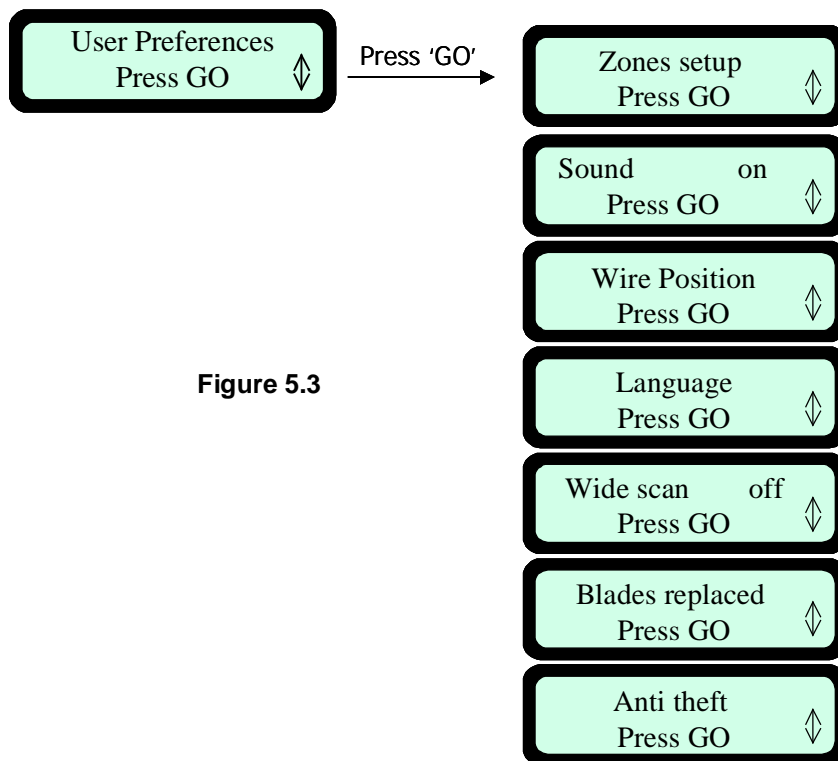 User Preferences
Press GO
Press 'GO'
Zones setup
Press GO
Sound on
Press GO
Wire Position
Press GO
Figure 5.3
Language
Press GO
Wide scan off
Press GO
Blades replaced
Press GO
Anti theft
Press GO